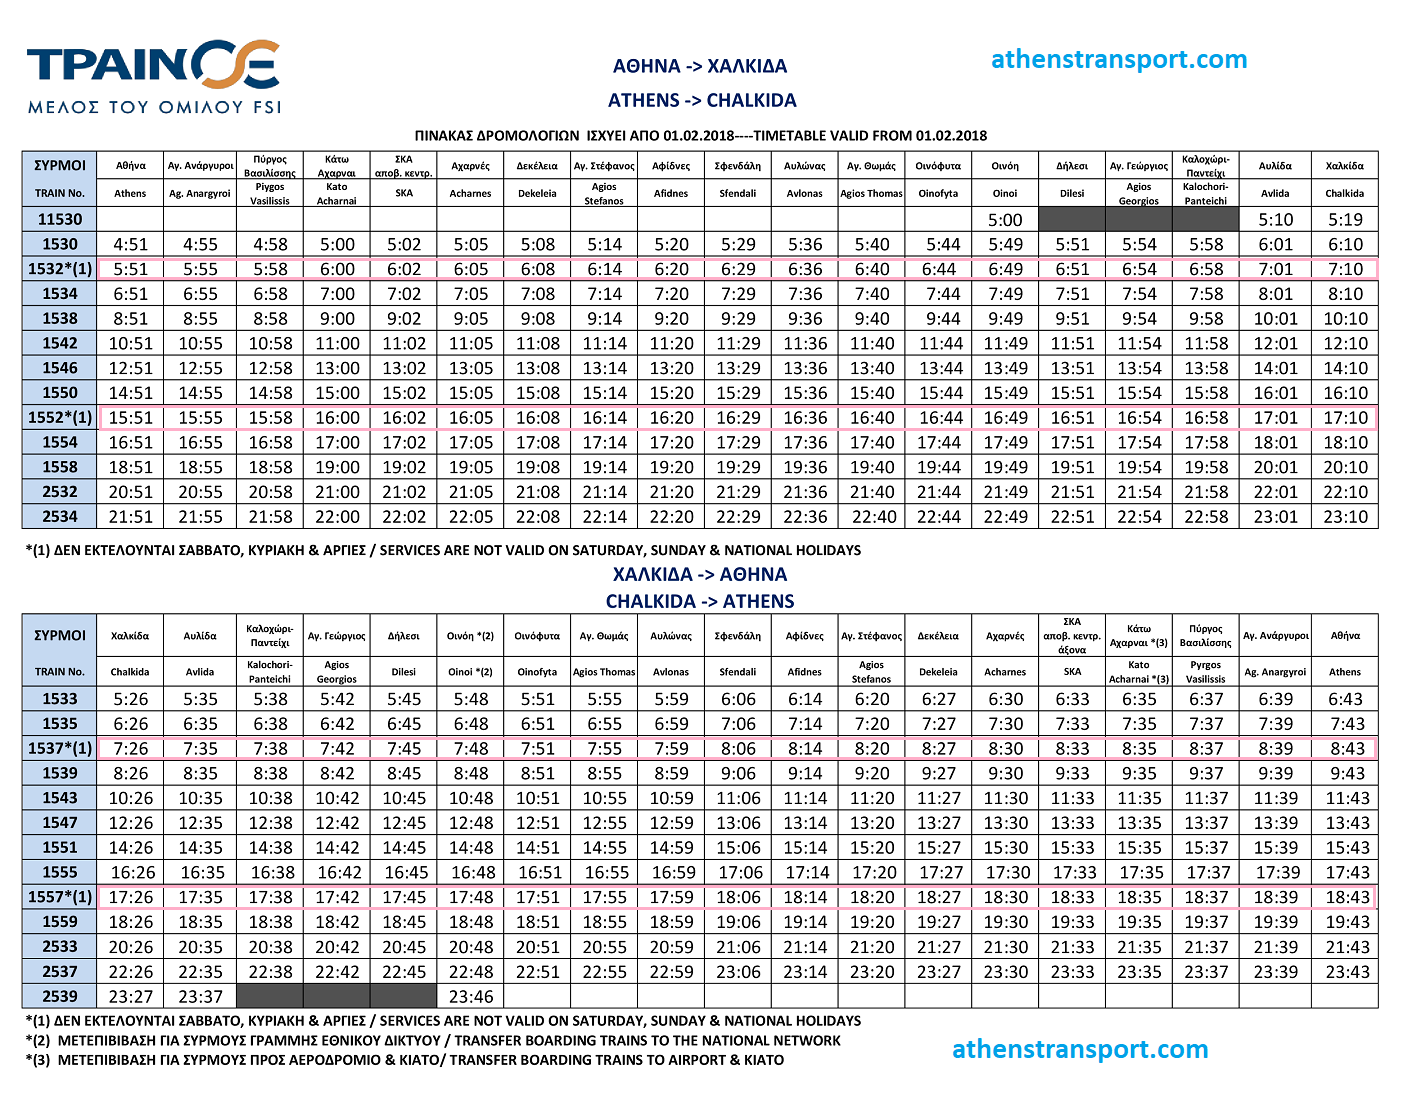 ΤΡΑΙΝΟΣΕ
ΜΕΛΟΣ ΤΟΥ ΟΜΙΛΟΥ FSI
ΑΘΗΝΑ -> ΧΑΛΚΙΔΑ
athenstransport.com
ATHENS -> CHALKIDA
ΠΙΝΑΚΑΣ ΔΡΟΜΟΛΟΓΙΩΝ ΙΣΧΥΕΙ ΑΠΟ 01.02.2018----TIMETABLE VALID FROM 01.02.2018
ΣΥΡΜΟΙ Αθήνα Αγ. Ανάργυροι Πύργος Βασιλίσσης Κάτω Αχαρναι ΣΚΑ αποβ. κεντρ. Αχαρνές Δεκέλεια Αγ. Στέφανος Αφίδνες Σφενδάλη Αυλώνας Αγ. Θωμάς Οινόφυτα Οινόη Δήλεσι Αγ. Γεώργιος Καλοχώρι-Παντείχι Αυλίδα Χαλκίδα
TRAIN No. Athens Ag. Anargyroi Piygos Vasilissis Kato Acharnai SKA Acharnes Dekeleia Agios Stefanos Afidnes Sfendali Avlonas Agios Thomas Oinofyta Oinoi Dilesi Agios Georgios Kalochori-Panteichi Avlida Chalkida
11530 5:00 5:10 5:19
1530 4:51 4:55 4:58 5:00 5:02 5:05 5:08 5:14 5:20 5:29 5:36 5:40 5:44 5:49 5:51 5:54 5:58 6:01 6:10
1532*(1) 5:51 5:55 5:58 6:00 6:02 6:05 6:08 6:14 6:20 6:29 6:36 6:40 6:44 6:49 6:51 6:54 6:58 7:01 7:10
1534 6:51 6:55 6:58 7:00 7:02 7:05 7:08 7:14 7:20 7:29 7:36 7:40 7:44 7:49 7:51 7:54 7:58 8:01 8:10
1538 8:51 8:55 8:58 9:00 9:02 9:05 9:08 9:14 9:20 9:29 9:36 9:40 9:44 9:49 9:51 9:54 9:58 10:01 10:10
1542 10:51 10:55 10:58 11:00 11:02 11:05 11:08 11:14 11:20 11:29 11:36 11:40 11:44 11:49 11:51 11:54 11:58 12:01 12:10
1546 12:51 12:55 12:58 13:00 13:02 13:05 13:08 13:14 13:20 13:29 13:36 13:40 13:44 13:49 13:51 13:54 13:58 14:01 14:10
1550 14:51 14:55 14:58 15:00 15:02 15:05 15:08 15:14 15:20 15:29 15:36 15:40 15:44 15:49 15:51 15:54 15:58 16:01 16:10
1552*(1) 15:51 15:55 15:58 16:00 16:02 16:05 16:08 16:14 16:20 16:29 16:36 16:40 16:44 16:49 16:51 16:54 16:58 17:01 17:10
1554 16:51 16:55 16:58 17:00 17:02 17:05 17:08 17:14 17:20 17:29 17:36 17:40 17:44 17:49 17:51 17:54 17:58 18:01 18:10
1558 18:51 18:55 18:58 19:00 19:02 19:05 19:08 19:14 19:20 19:29 19:36 19:40 19:44 19:49 19:51 19:54 19:58 20:01 20:10
2532 20:51 20:55 20:58 21:00 21:02 21:05 21:08 21:14 21:20 21:29 21:36 21:40 21:44 21:49 21:51 21:54 21:58 22:01 22:10
2534 21:51 21:55 21:58 22:00 22:02 22:05 22:08 22:14 22:20 22:29 22:36 22:40 22:44 22:49 22:51 22:54 22:58 23:01 23:10
*(1) ΔΕΝ ΕΚΤΕΛΟΥΝΤΑΙ ΣΑΒΒΑΤΟ, ΚΥΡΙΑΚΗ & ΑΡΓΙΕΣ / SERVICES ARE NOT VALID ON SATURDAY, SUNDAY & NATIONAL HOLIDAYS
ΧΑΛΚΙΔΑ -> ΑΘΗΝΑ
CHALKIDA -> ATHENS
ΣΥΡΜΟΙ Χαλκίδα Αυλίδα Καλοχώρι-Παντείχι Αγ. Γεώργιος Δήλεσι Οινόη *(2) Οινόφυτα Αγ. Θωμάς Αυλώνας Σφενδάλη Αφίδνες Αγ. Στέφανος Δεκέλεια Αχαρνές ΣΚΑ αποβ. κεντρ. άξονα Κάτω Αχαρναι *(3) Πύργος Βασιλίσσης Αγ. Ανάργυροι Αθήνα
TRAIN No. Chalkida Avlida Kalochori-Panteichi Agios Georgios Dilesi Oinoi *(2) Oinofyta Agios Thomas Avlonas Sfendali Afidnes Agios Stefanos Dekeleia Acharnes SKA Kato Acharnai *(3) Pyrgos Vasilissis Ag. Anargyroi Athens
1533 5:26 5:35 5:38 5:42 5:45 5:48 5:51 5:55 5:59 6:06 6:14 6:20 6:27 6:30 6:33 6:35 6:37 6:39 6:43
1535 6:26 6:35 6:38 6:42 6:45 6:48 6:51 6:55 6:59 7:06 7:14 7:20 7:27 7:30 7:33 7:35 7:37 7:39 7:43
1537*(1) 7:26 7:35 7:38 7:42 7:45 7:48 7:51 7:55 7:59 8:06 8:14 8:20 8:27 8:30 8:33 8:35 8:37 8:39 8:43
1539 8:26 8:35 8:38 8:42 8:45 8:48 8:51 8:55 8:59 9:06 9:14 9:20 9:27 9:30 9:33 9:35 9:37 9:39 9:43
1543 10:26 10:35 10:38 10:42 10:45 10:48 10:51 10:55 10:59 11:06 11:14 11:20 11:27 11:30 11:33 11:35 11:37 11:39 11:43
1547 12:26 12:35 12:38 12:42 12:45 12:48 12:51 12:55 12:59 13:06 13:14 13:20 13:27 13:30 13:33 13:35 13:37 13:39 13:43
1551 14:26 14:35 14:38 14:42 14:45 14:48 14:51 14:55 14:59 15:06 15:14 15:20 15:27 15:30 15:33 15:35 15:37 15:39 15:43
1555 16:26 16:35 16:38 16:42 16:45 16:48 16:51 16:55 16:59 17:06 17:14 17:20 17:27 17:30 17:33 17:35 17:37 17:39 17:43
1557*(1) 17:26 17:35 17:38 17:42 17:45 17:48 17:51 17:55 17:59 18:06 18:14 18:20 18:27 18:30 18:33 18:35 18:37 18:39 18:43
1559 18:26 18:35 18:38 18:42 18:45 18:48 18:51 18:55 18:59 19:06 19:14 19:20 19:27 19:30 19:33 19:35 19:37 19:39 19:43
2533 20:26 20:35 20:38 20:42 20:45 20:48 20:51 20:55 20:59 21:06 21:14 21:20 21:27 21:30 21:33 21:35 21:37 21:39 21:43
2537 22:26 22:35 22:38 22:42 22:45 22:48 22:51 22:55 22:59 23:06 23:14 23:20 23:27 23:30 23:33 23:35 23:37 23:39 23:43
2539 23:27 23:37 23:46
*(1) ΔΕΝ ΕΚΤΕΛΟΥΝΤΑΙ ΣΑΒΒΑΤΟ, ΚΥΡΙΑΚΗ & ΑΡΓΙΕΣ / SERVICES ARE NOT VALID ON SATURDAY, SUNDAY & NATIONAL HOLIDAYS
*(2) ΜΕΤΕΠΙΒΙΒΑΣΗ ΓΙΑ ΣΥΡΜΟΥΣ ΓΡΑΜΜΗΣ ΕΘΝΙΚΟΥ ΔΙΚΤΥΟΥ / TRANSFER BOARDING TRAINS TO THE NATIONAL NETWORK
*(3) ΜΕΤΕΠΙΒΙΒΑΣΗ ΓΙΑ ΣΥΡΜΟΥΣ ΠΡΟΣ ΑΕΡΟΔΡΟΜΙΟ & ΚΙΑΤΟ/ TRANSFER BOARDING TRAINS TO AIRPORT & KIATO
athenstransport.com